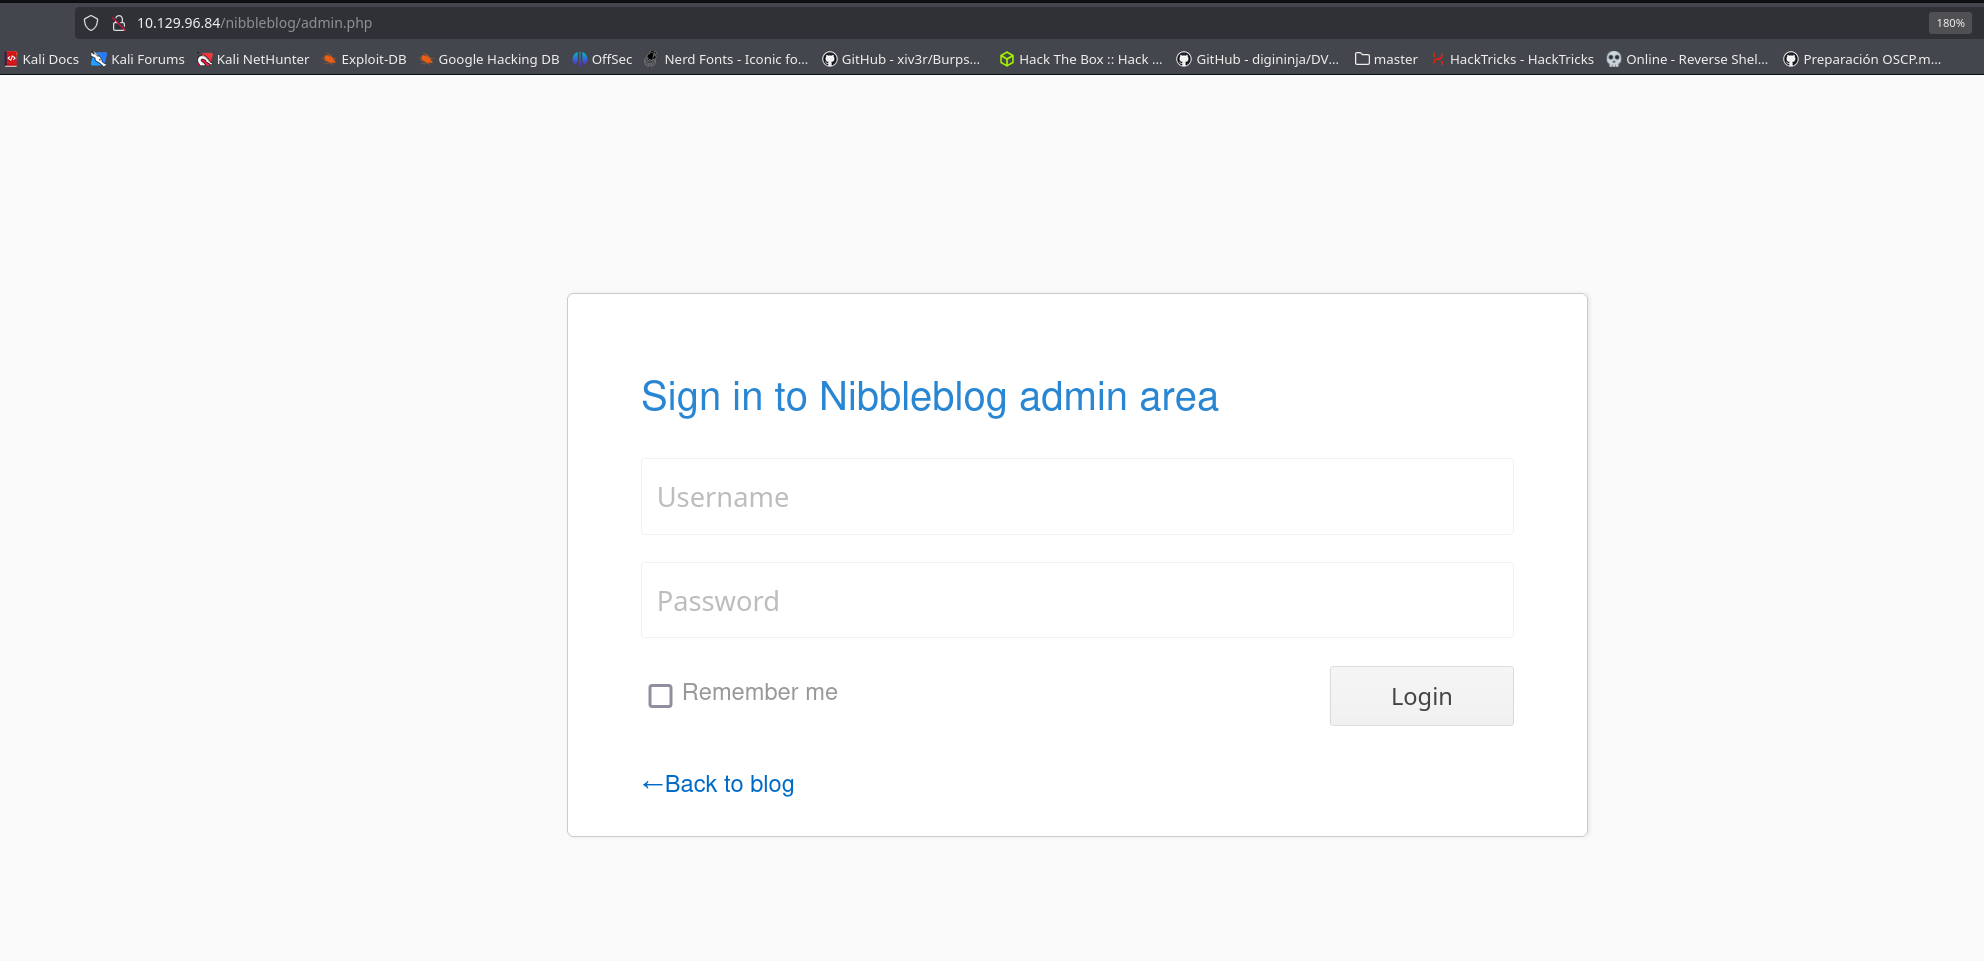 10.129.96.84/nibbleblog/admin.php 180%
Kali Docs Kali Forums Kali NetHunter Exploit-DB Google Hacking DB OffSec Nerd Fonts - Iconic fo... GitHub - xiv3r/Burps... Hack The Box :: Hack ... GitHub - digininja/DV... master HackTricks - HackTricks Online - Reverse Shel... Preparación OSCP.m...
Sign in to Nibbleblog admin area
Username
Password
Remember me Login
←Back to blog